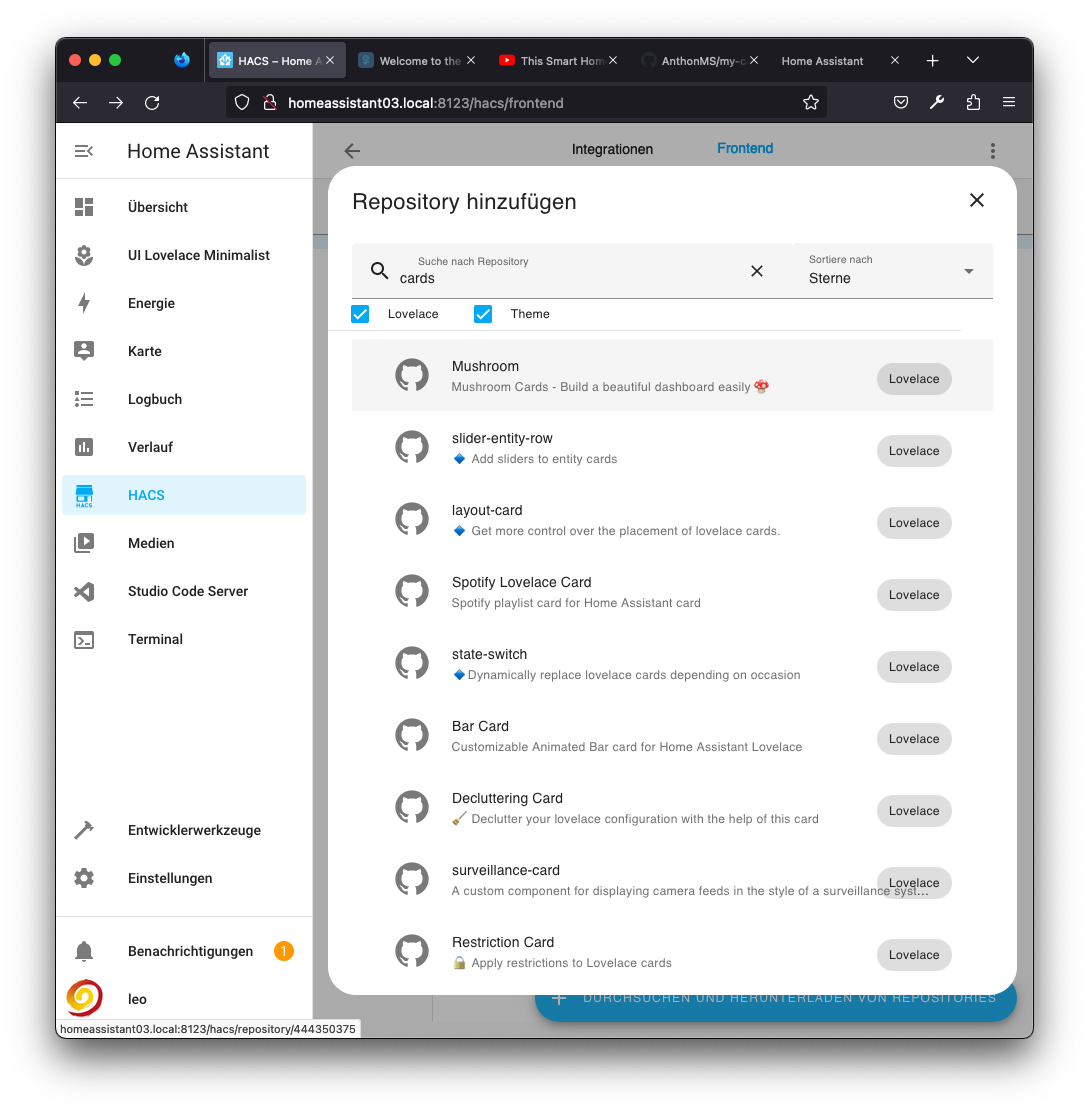 HACS – Home A
Welcome to the
This Smart Hom
AnthonMS/my-c
Home Assistant
homeassistant03.local:8123/hacs/frontend
Home Assistant
Integrationen
Frontend
Übersicht
UI Lovelace Minimalist
Energie
Karte
Logbuch
Verlauf
HACS
HACS
Medien
Studio Code Server
Terminal
Entwicklerwerkzeuge
Einstellungen
Benachrichtigungen
1
leo
homeassistant03.local:8123/hacs/repository/444350375
Repository hinzufügen
Suche nach Repository
cards
Sortiere nach
Sterne
Lovelace
Theme
Mushroom
Mushroom Cards - Build a beautiful dashboard easily 🍄
Lovelace
slider-entity-row
🔹 Add sliders to entity cards
Lovelace
layout-card
🔹 Get more control over the placement of lovelace cards.
Lovelace
Spotify Lovelace Card
Spotify playlist card for Home Assistant card
Lovelace
state-switch
🔹Dynamically replace lovelace cards depending on occasion
Lovelace
Bar Card
Customizable Animated Bar card for Home Assistant Lovelace
Lovelace
Decluttering Card
🧹 Declutter your lovelace configuration with the help of this card
Lovelace
surveillance-card
A custom component for displaying camera feeds in the style of a surveillance syst…
Lovelace
Restriction Card
🔒 Apply restrictions to Lovelace cards
Lovelace
DURCHSUCHEN UND HERUNTERLADEN VON REPOSITORIES